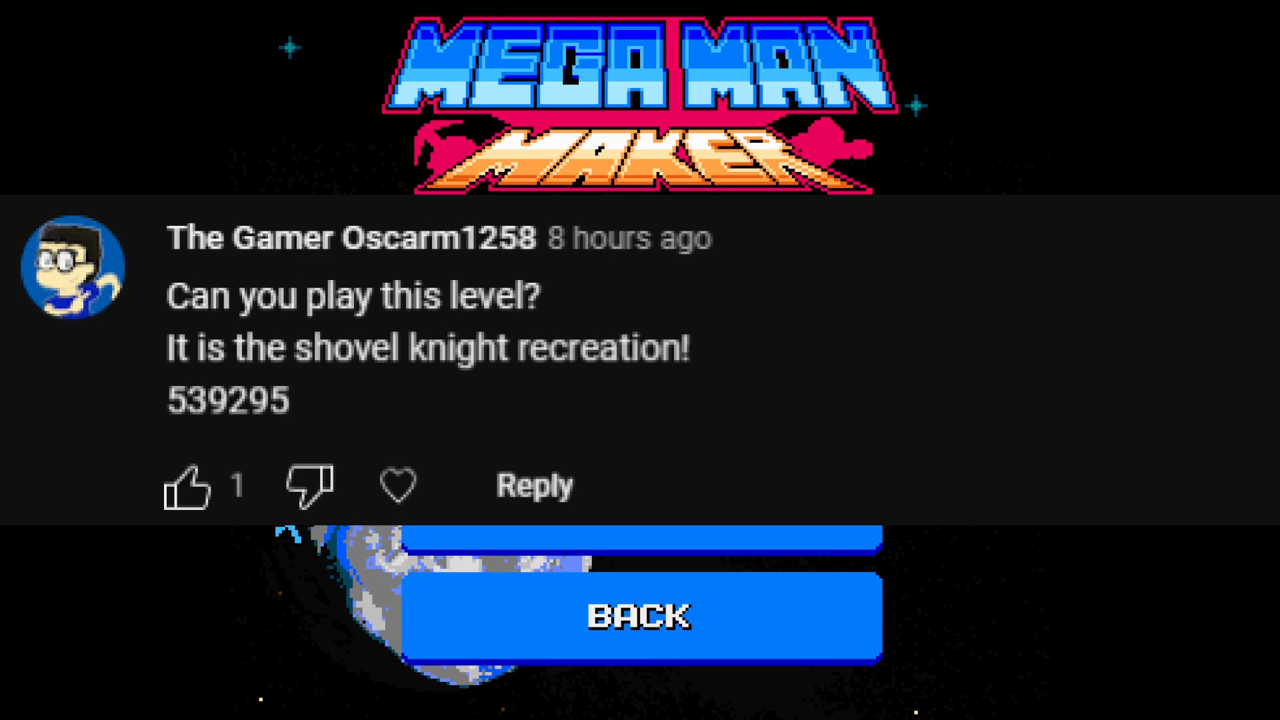 MEGA MAN
MAKER
The Gamer Oscarm1258 8 hours ago
Can you play this level?
It is the shovel knight recreation!
539295
1 Reply
BACK